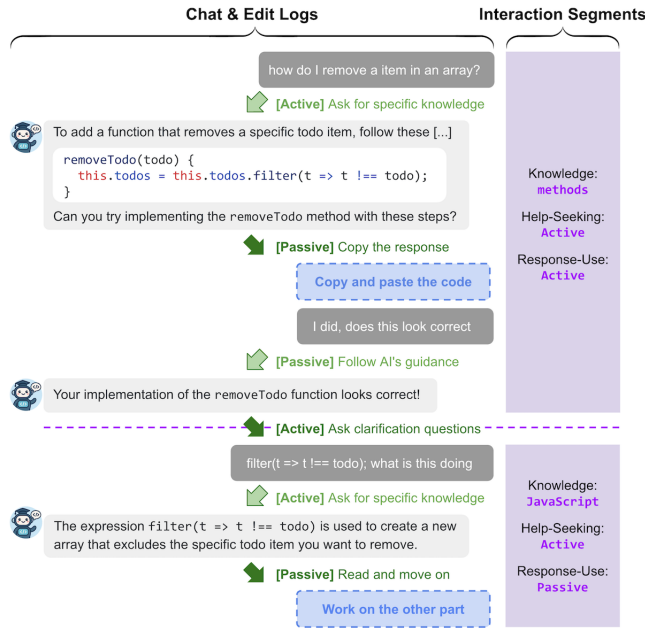 Chat & Edit Logs
Interaction Segments
how do I remove a item in an array?
[Active] Ask for specific knowledge
To add a function that removes a specific todo item, follow these [...]
removeTodo(todo) {
this.todos = this.todos.filter(t => t !== todo);
}
Can you try implementing the removeTodo method with these steps?
[Passive] Copy the response
Copy and paste the code
I did, does this look correct
[Passive] Follow AI's guidance
Your implementation of the removeTodo function looks correct!
[Active] Ask clarification questions
Knowledge:
methods
Help-Seeking:
Active
Response-Use:
Active
filter(t => t !== todo); what is this doing
[Active] Ask for specific knowledge
The expression filter(t => t !== todo) is used to create a new
array that excludes the specific todo item you want to remove.
[Passive] Read and move on
Work on the other part
Knowledge:
JavaScript
Help-Seeking:
Active
Response-Use:
Passive